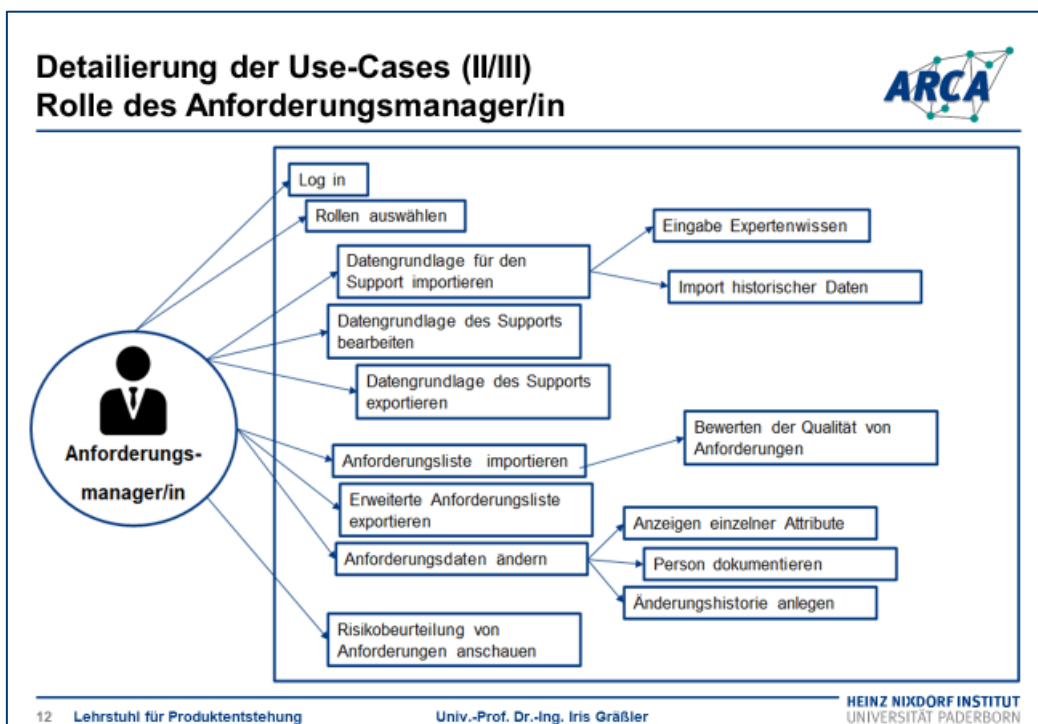 Detailierung der Use-Cases (II/III)
Rolle des Anforderungsmanager/in
ARCA
Log in
Rollen auswählen
Datengrundlage für den
Support importieren
Eingabe Expertenwissen
Import historischer Daten
Datengrundlage des Supports
bearbeiten
Datengrundlage des Supports
exportieren
Anforderungs-
manager/in
Anforderungsliste importieren
Bewerten der Qualität von
Anforderungen
Erweiterte Anforderungsliste
exportieren
Anforderungsdaten ändern
Anzeigen einzelner Attribute
Person dokumentieren
Änderungshistorie anlegen
Risikobeurteilung von
Anforderungen anschauen
12 Lehrstuhl für Produktentstehung Univ.-Prof. Dr.-Ing. Iris Gräßler
HEINZ NIXDORF INSTITUT
UNIVERSITÄT PADERBORN